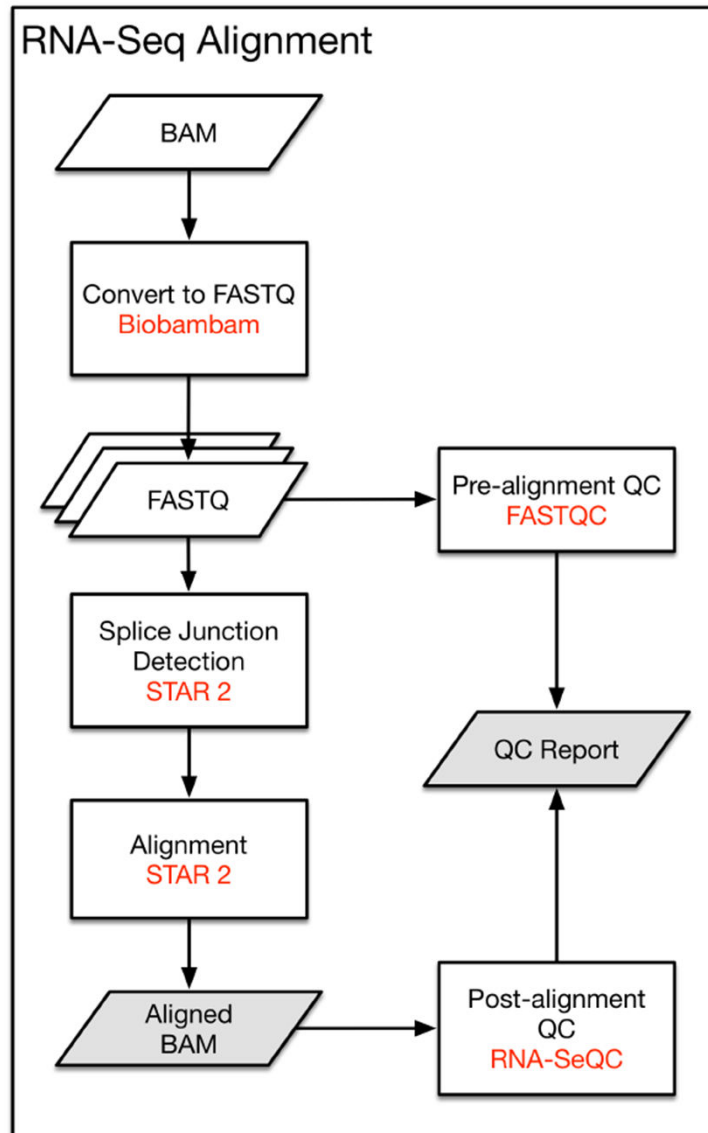 RNA-Seq Alignment
BAM
Convert to FASTQ
Biobambam
FASTQ
Pre-alignment QC
FASTQC
Splice Junction
Detection
STAR 2
QC Report
Alignment
STAR 2
Aligned
BAM
Post-alignment
QC
RNA-SeQC